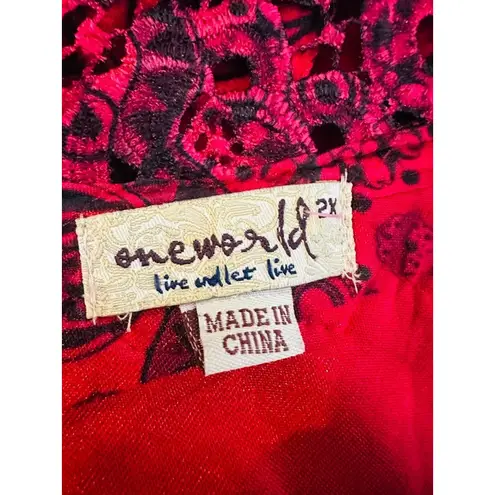 oneworld 2X
live and let live
MADE IN
CHINA